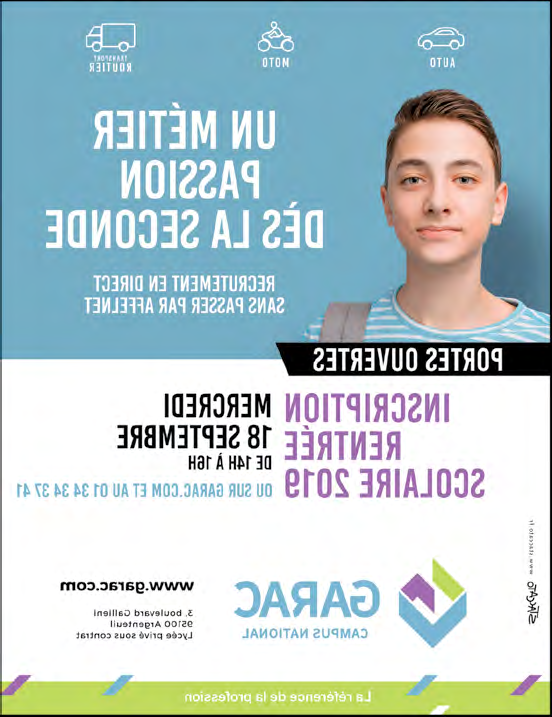 AUTO
MOTO
TRANSPORT
ROUTIER
UN MÉTIER
PASSION
DÈS LA SECONDE
RECRUTEMENT EN DIRECT
SANS PASSER PAR AFFELNET
PORTES OUVERTES
INSCRIPTION
RENTRÉE
SCOLAIRE 2019
MERCREDI
18 SEPTEMBRE
DE 14H À 16H
OU SUR GARAC.COM ET AU 01 34 34 37 41
GARAC
CAMPUS NATIONAL
www.garac.com
3, boulevard Gallieni
95100 Argenteuil
Lycée privé sous contrat
La référence de la profession